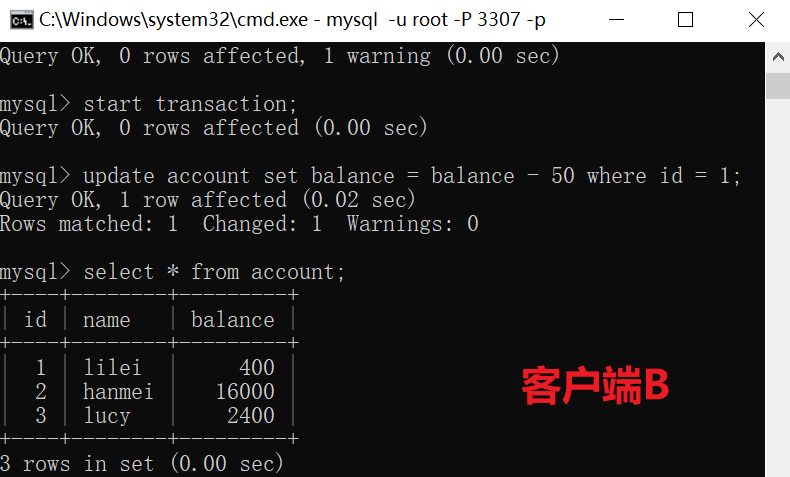 C:\Windows\system32\cmd.exe - mysql  -u root -P 3307 -p
Query OK, 0 rows affected, 1 warning (0.00 sec)
mysql> start transaction;
Query OK, 0 rows affected (0.00 sec)
mysql> update account set balance = balance - 50 where id = 1;
Query OK, 1 row affected (0.02 sec)
Rows matched: 1  Changed: 1  Warnings: 0
mysql> select * from account;
+----+--------+---------+
| id | name   | balance |
+----+--------+---------+
|  1 | lilei  |     400 |
|  2 | hanmei |   16000 |
|  3 | lucy   |    2400 |
+----+--------+---------+
3 rows in set (0.00 sec)
客户端B